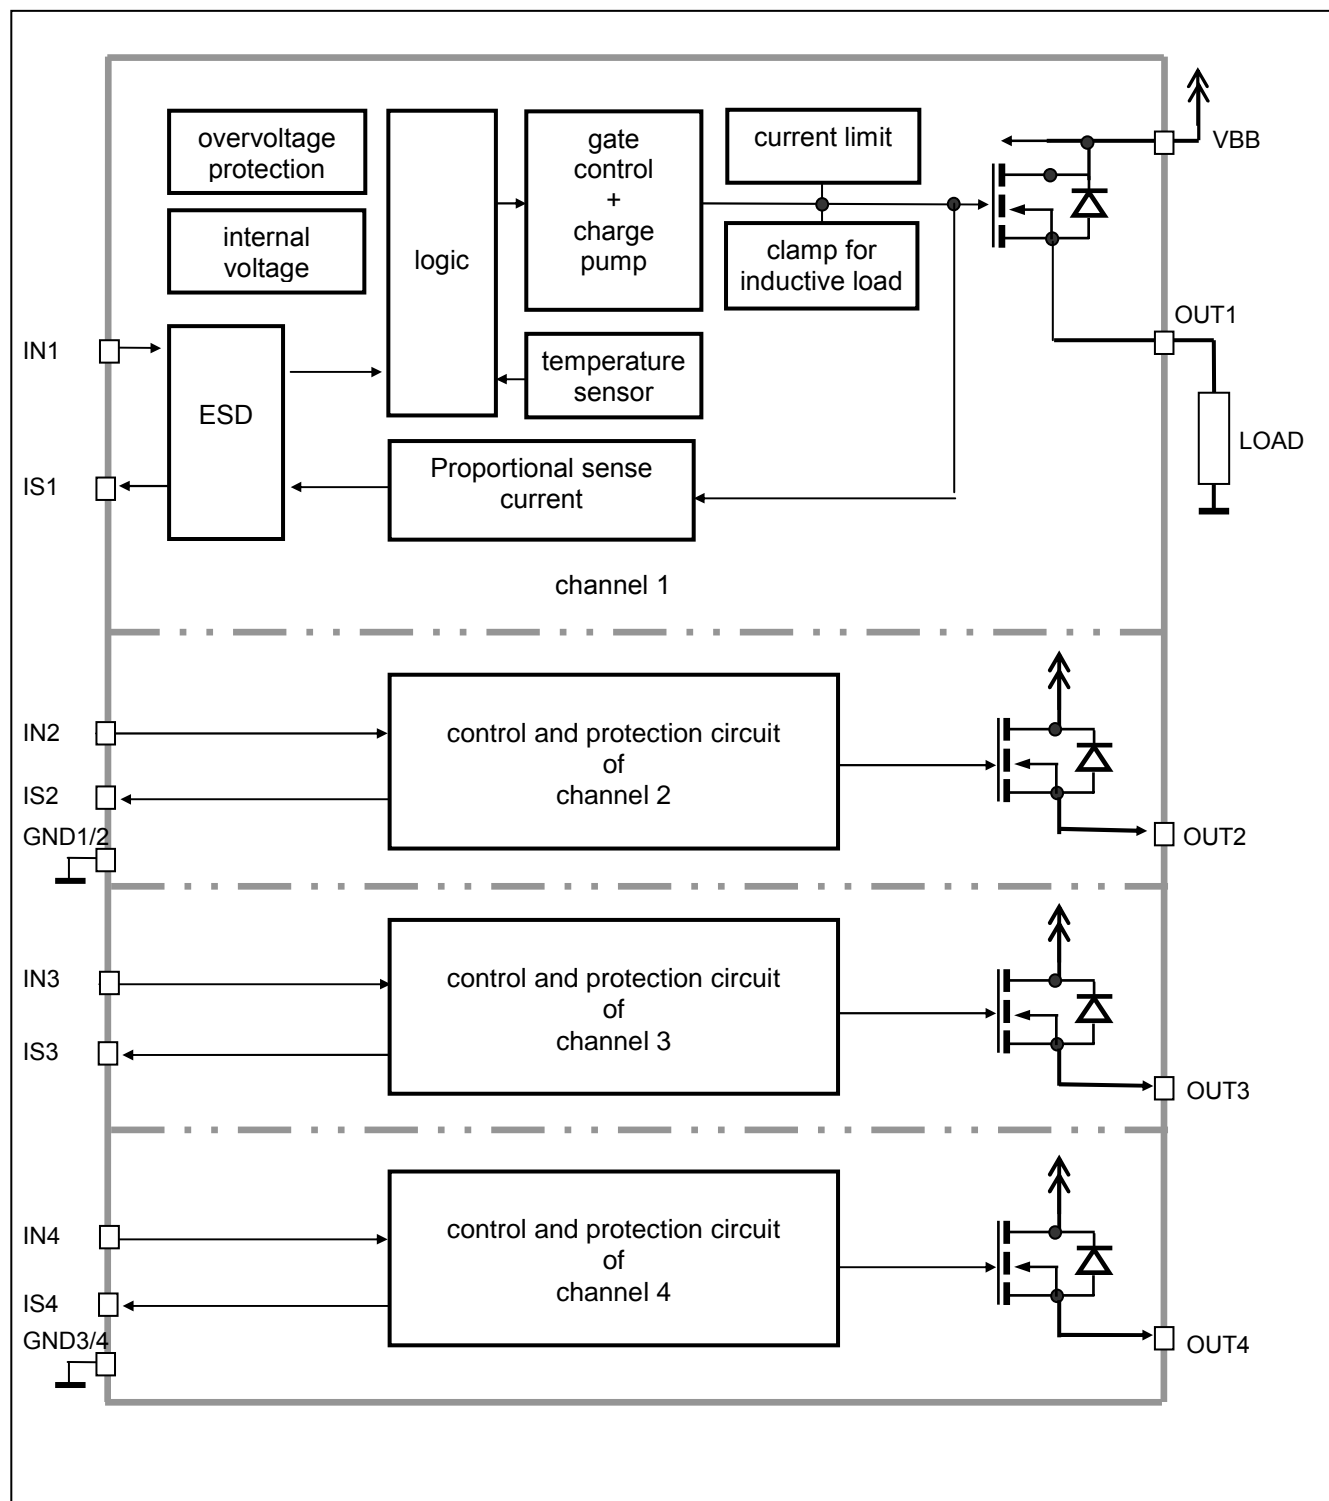 overvoltage
protection
internal
voltage
logic
gate
control
+
charge
pump
current limit
clamp for
inductive load
VBB
OUT1
IN1
ESD
temperature
sensor
LOAD
IS1
Proportional sense
current
channel 1
IN2
control and protection circuit
of
channel 2
IS2
GND1/2
OUT2
IN3
control and protection circuit
of
channel 3
IS3
OUT3
IN4
control and protection circuit
of
channel 4
IS4
GND3/4
OUT4